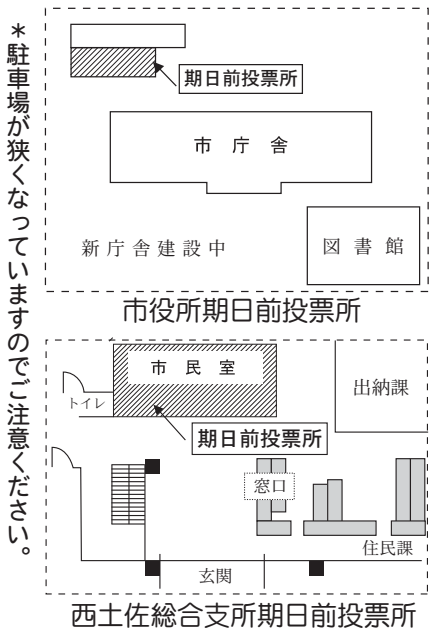 ＊駐車場が狭くなっていますのでご注意ください。
期日前投票所
市庁舎
新庁舎建設中
図書館
市役所期日前投票所
市民室
トイレ
出納課
期日前投票所
窓口
住民課
玄関
西土佐総合支所期日前投票所